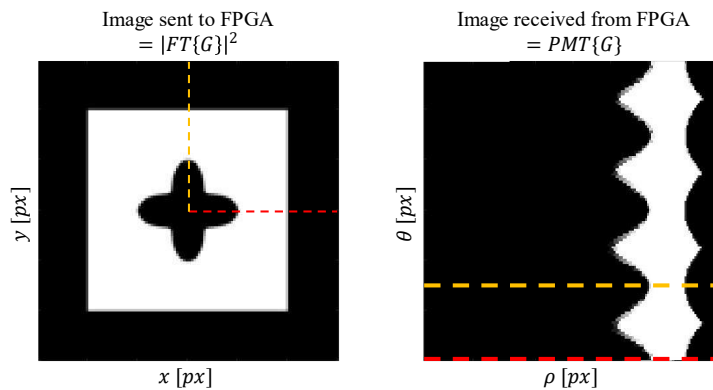 Image sent to FPGA
= |FT{G}|²
y [px]
x [px]
Image received from FPGA
= PMT{G}
θ [px]
ρ [px]